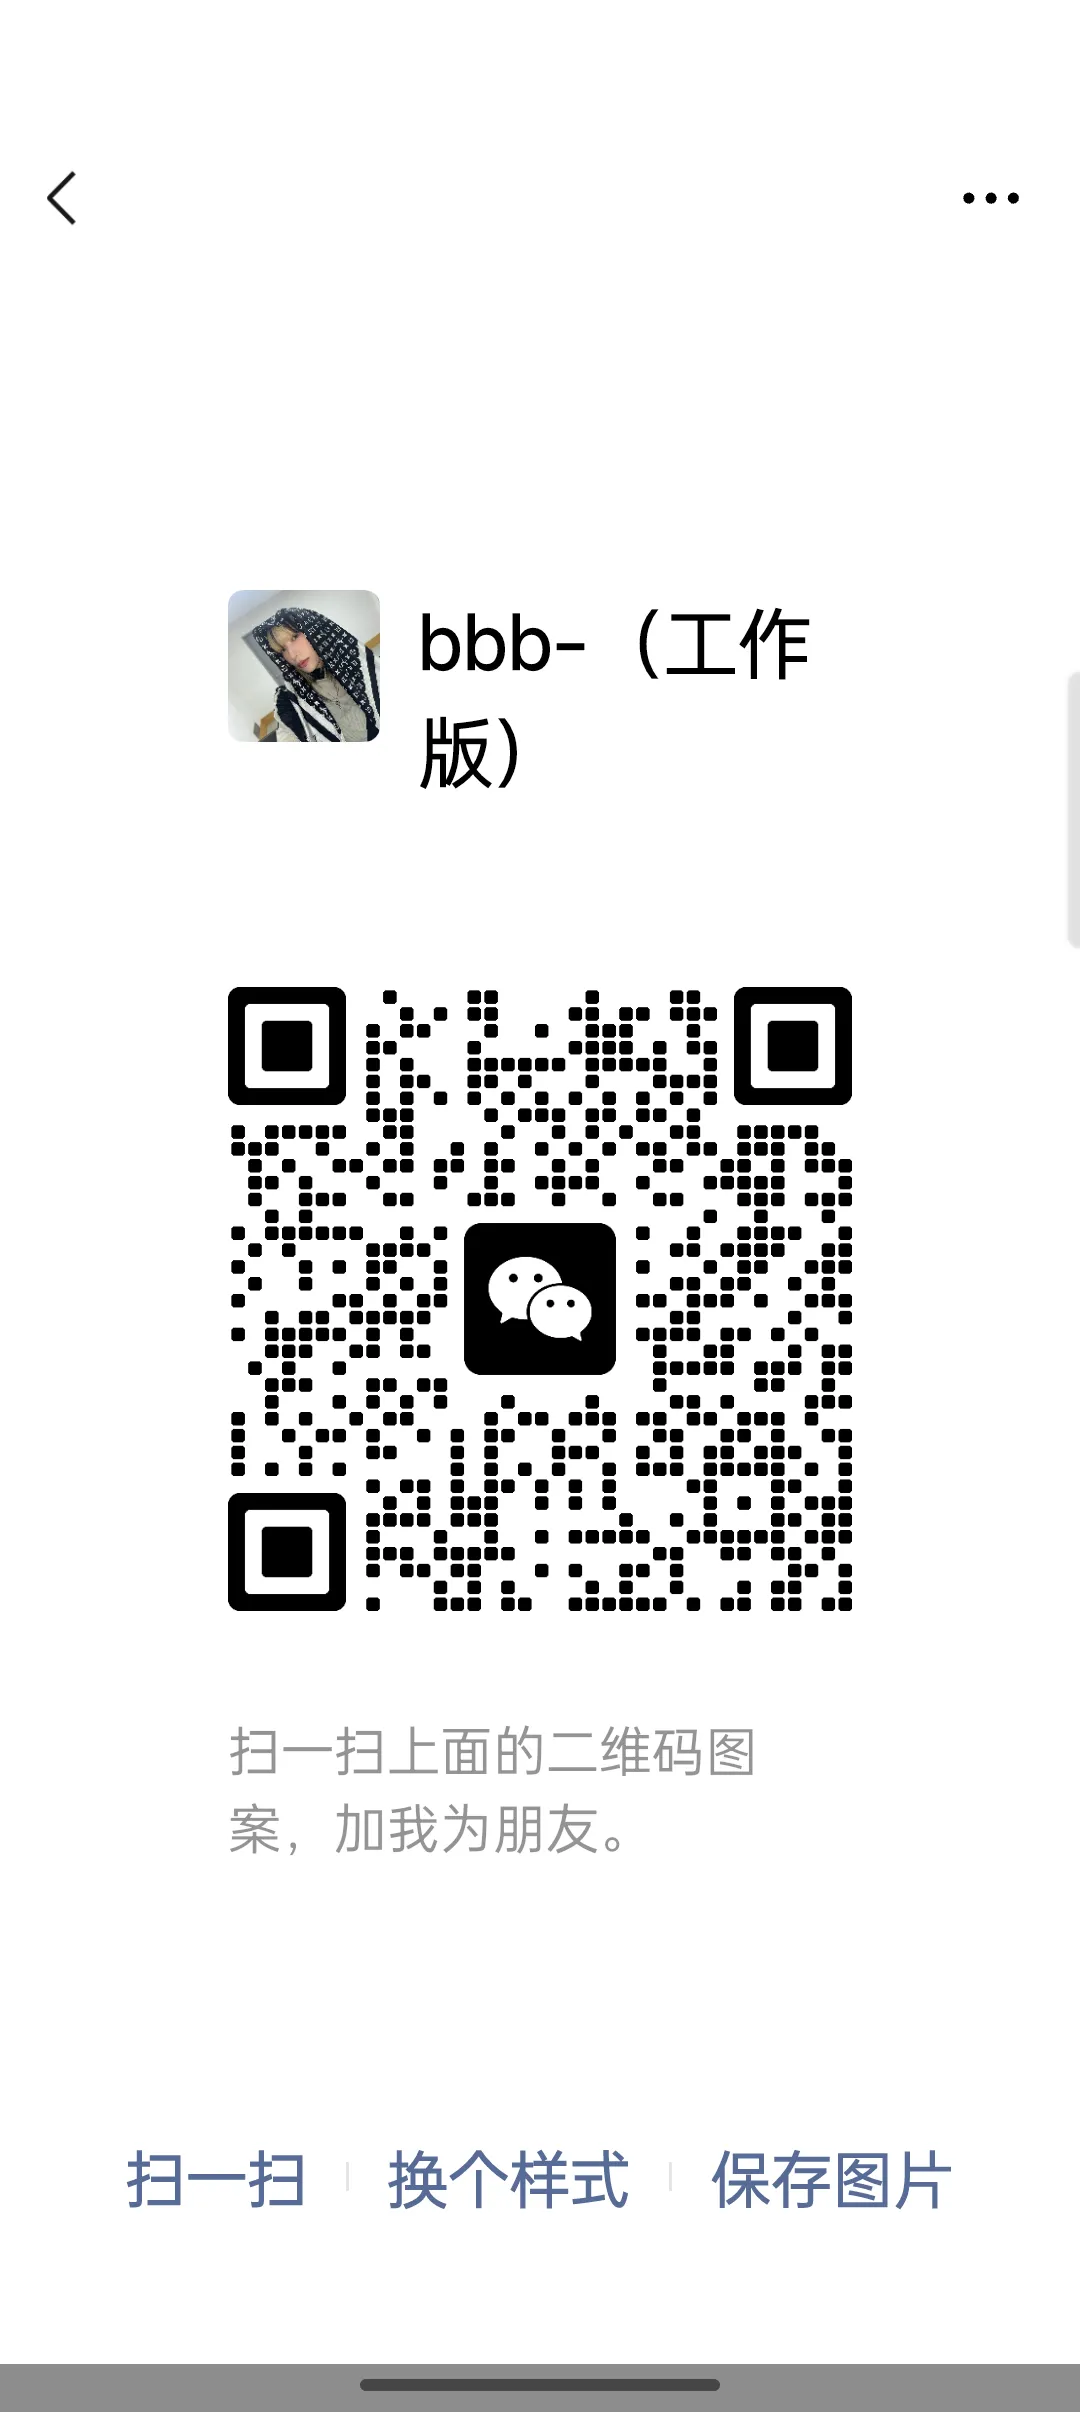 bbb-（工作
版）
扫一扫上面的二维码图
案，加我为朋友。
扫一扫
换个样式
保存图片